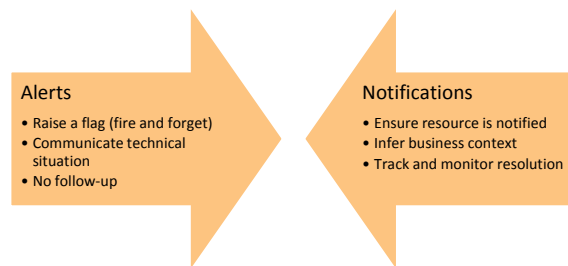 Alerts
• Raise a flag (fire and forget)
• Communicate technical
situation
• No follow-up
Notifications
• Ensure resource is notified
• Infer business context
• Track and monitor resolution